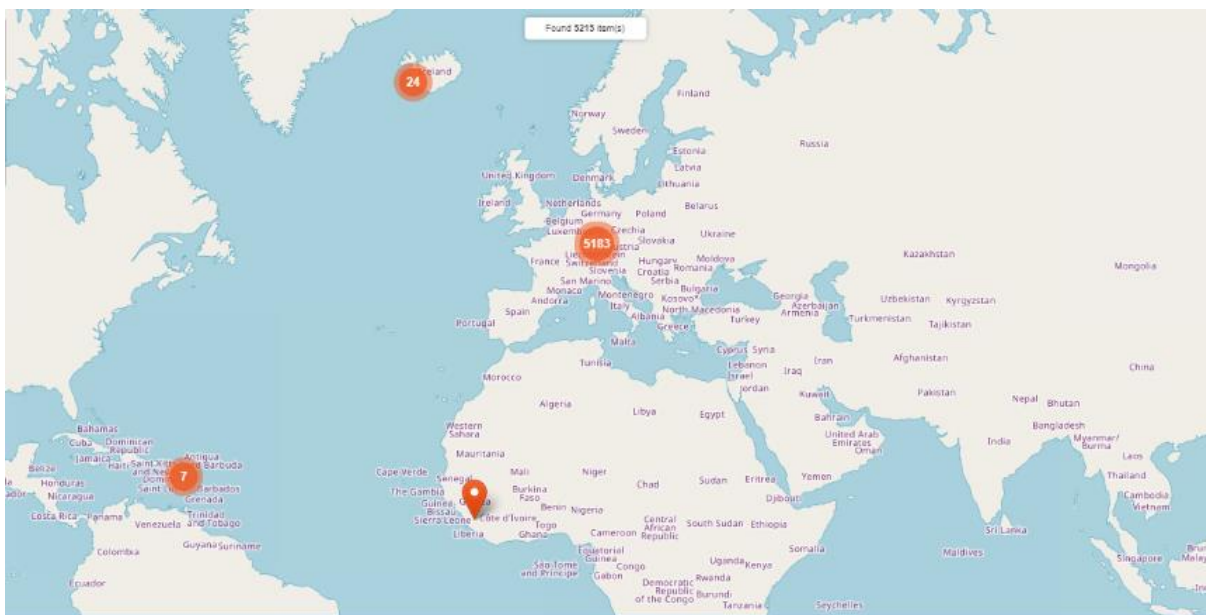 Found 5215 item(s)
24
Iceland
Finland
Norway
Sweden
Russia
Estonia
Latvia
Lithuania
United Kingdom
Denmark
Ireland
Netherlands
Germany
Poland
Belarus
Belgium
Czechia
Ukraine
5183
Slovakia
France
Switzerland
Hungary
Moldova
Kazakhstan
Mongolia
Slovenia
Croatia
Romania
San Marino
Serbia
Monaco
Andorra
Montenegro
Bulgaria
Kosovo*
Italy
Spain
North Macedonia
Georgia
Azerbaijan
Armenia
Uzbekistan
Kyrgyzstan
Portugal
Albania
Greece
Turkey
Turkmenistan
Tajikistan
Malta
Cyprus
Syria
Tunisia
Lebanon
Israel
Iran
Iraq
Afghanistan
China
Morocco
Jordan
Kuwait
Pakistan
Nepal
Bhutan
Algeria
Libya
Egypt
Bahrain
Bahamas
Western
Sahara
United Arab
Emirates
Oman
India
Bangladesh
Myanmar/
Burma
Cuba
Dominican
Republic
Jamaica
Haiti
Antigua
and Barbuda
Mauritania
Laos
Belize
Honduras
7
Cape Verde
Senegal
Mali
Niger
Chad
Sudan
Eritrea
Yemen
Thailand
Nicaragua
Barbados
Grenada
The Gambia
Guinea
Bissau
Burkina
Faso
Benin
Nigeria
Djibouti
Cambodia
Vietnam
Costa Rica
Panama
Venezuela
Trinidad
and Tobago
Sierra Leone
Côte d'Ivoire
Togo
Ghana
Liberia
Cameroon
Central
African
Republic
South Sudan
Ethiopia
Sri Lanka
Colombia
Guyana
Suriname
Equatorial
Guinea
Somalia
Maldives
Singapore
Ecuador
São Tomé
and Príncipe
Gabon
Congo
Uganda
Kenya
Rwanda
Democratic
Republic
of the Congo
Burundi
Tanzania
Seychelles